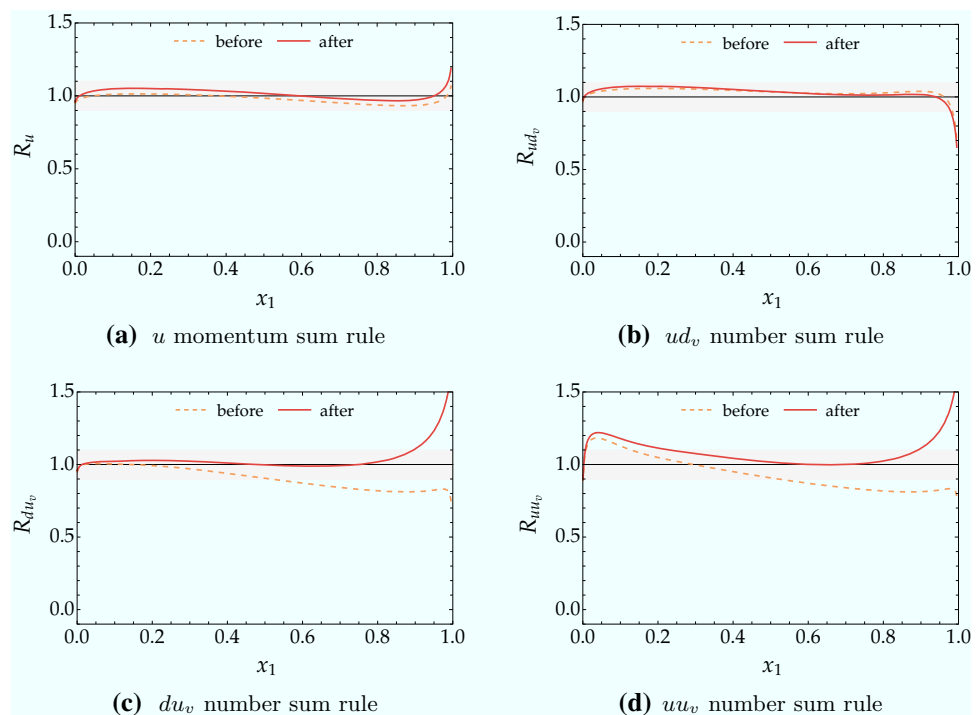 1.5
before after
1.0
R_u
0.5
0.0
0.0 0.2 0.4 0.6 0.8 1.0
x_1
(a) u momentum sum rule
1.5
before after
1.0
R_{ud_v}
0.5
0.0
0.0 0.2 0.4 0.6 0.8 1.0
x_1
(b) ud_v number sum rule
1.5
before after
1.0
R_{du_v}
0.5
0.0
0.0 0.2 0.4 0.6 0.8 1.0
x_1
(c) du_v number sum rule
1.5
before after
1.0
R_{uu_v}
0.5
0.0
0.0 0.2 0.4 0.6 0.8 1.0
x_1
(d) uu_v number sum rule